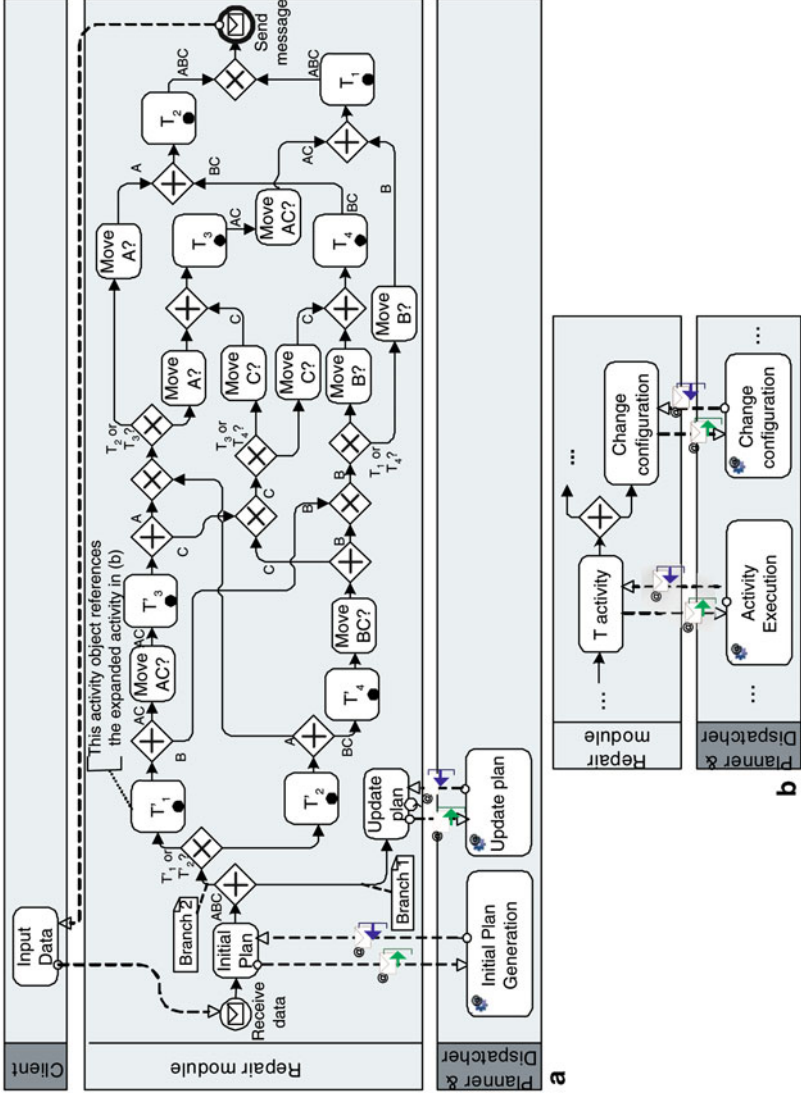 Client
Input
Data
Repair module
Receive
data
Initial
Plan
ABC
Branch 2
Branch 1
T'1 or
T'2?
This activity object references
the expanded activity in (b)
T'1
T'2
AC
B
A
BC
Move
AC?
AC
T'3
T'4
Move
BC?
A
C
C
B
B
B
C
T2 or
T3?
T3 or
T4?
T1 or
T4?
Move
A?
Move
A?
Move
C?
Move
C?
Move
B?
Move
B?
C
C
T3
T4
AC
Move
AC?
BC
A
BC
AC
B
T2
T1
ABC
ABC
Send
message
Update
plan
Planner &
Dispatcher
@
@
@
@
Initial Plan
Generation
Update plan
a
Repair
module
...
T activity
...
Change
configuration
@
@
@
@
Planner &
Dispatcher
...
Activity
Execution
Change
configuration
...
b